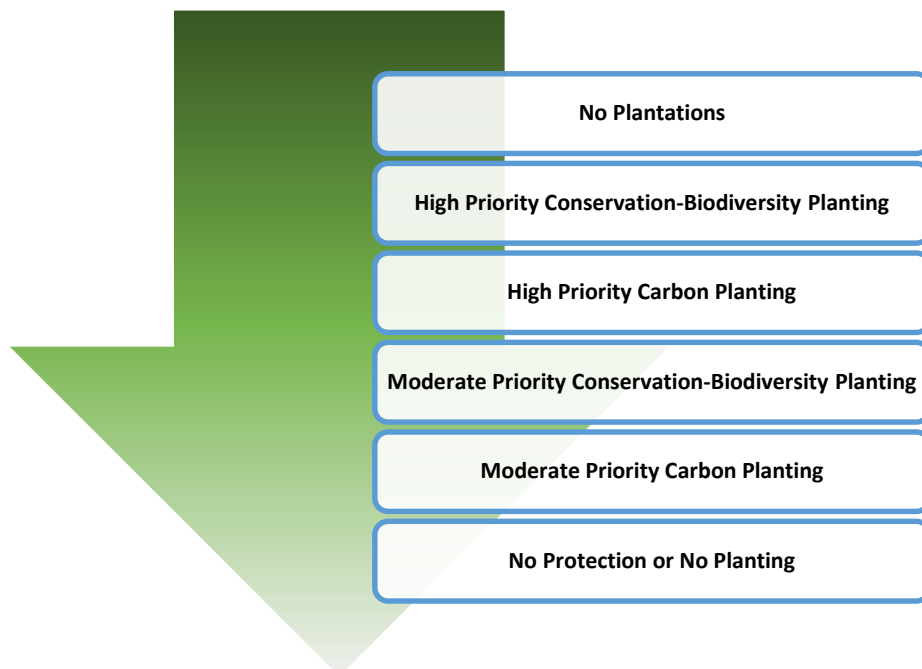 No Plantations
High Priority Conservation-Biodiversity Planting
High Priority Carbon Planting
Moderate Priority Conservation-Biodiversity Planting
Moderate Priority Carbon Planting
No Protection or No Planting